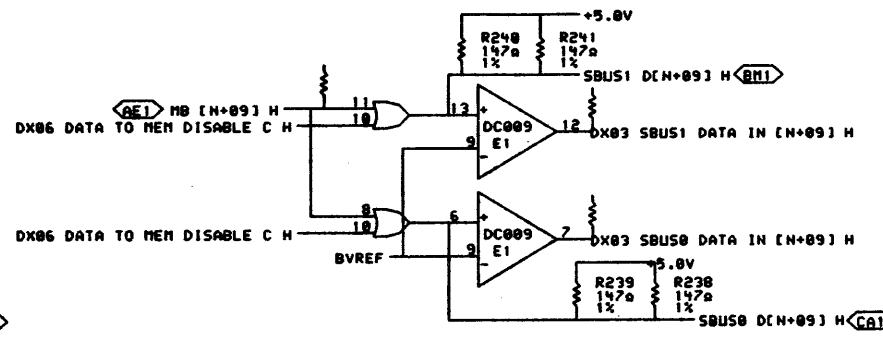 +5.0V
R240 R241
147Ω 147Ω
1% 1%
SBUS1 D[N+09] H BM1
AE1 MB [N+09] H 11
DX06 DATA TO MEM DISABLE C H 10
13 +
DC009
E1
9 -
12 DX03 SBUS1 DATA IN [N+09] H
8
DX06 DATA TO MEM DISABLE C H 10
6 +
DC009
E1
9 -
7 DX03 SBUS0 DATA IN [N+09] H
BVREF
+5.0V
R239 R238
147Ω 147Ω
1% 1%
SBUS0 D[N+09] H CA1